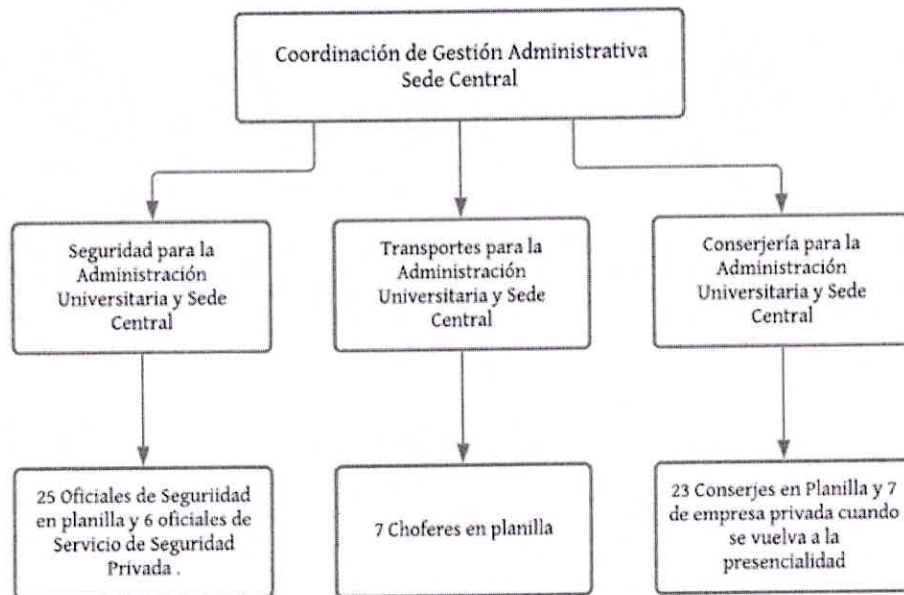 Coordinación de Gestión Administrativa
Sede Central
Seguridad para la
Administración
Universitaria y Sede
Central
Transportes para la
Administración
Universitaria y Sede
Central
Conserjería para la
Administración
Universitaria y Sede
Central
25 Oficiales de Seguriidad
en planilla y 6 oficiales de
Servicio de Seguridad
Privada .
7 Choferes en planilla
23 Conserjes en Planilla y 7
de empresa privada cuando
se vuelva a la
presencialidad